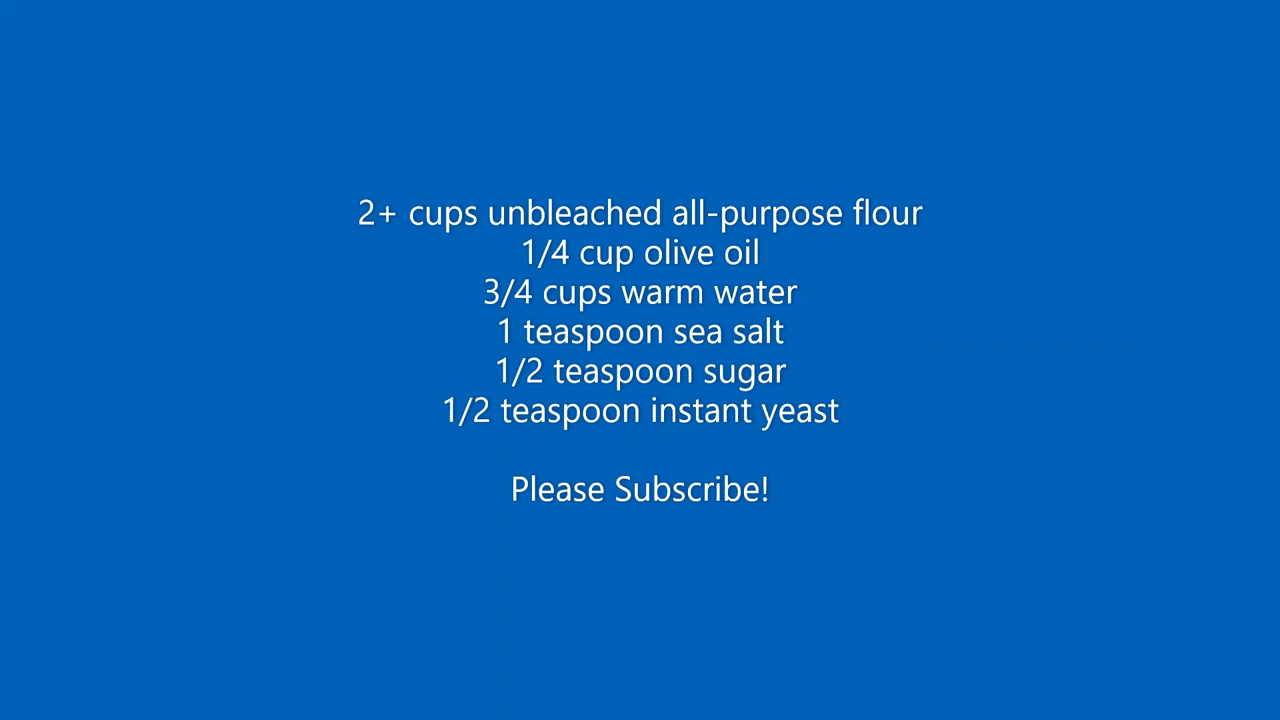 2+ cups unbleached all-purpose flour
1/4 cup olive oil
3/4 cups warm water
1 teaspoon sea salt
1/2 teaspoon sugar
1/2 teaspoon instant yeast
Please Subscribe!